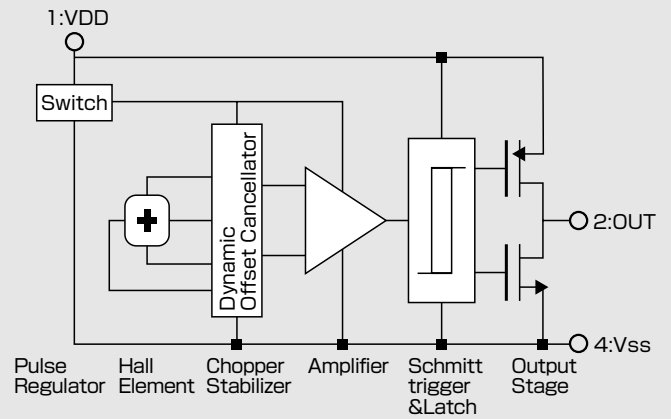 1:VDD
Switch
Dynamic
Offset Cancellator
2:OUT
4:Vss
Pulse
Regulator
Hall
Element
Chopper
Stabilizer
Amplifier
Schmitt
trigger
&Latch
Output
Stage